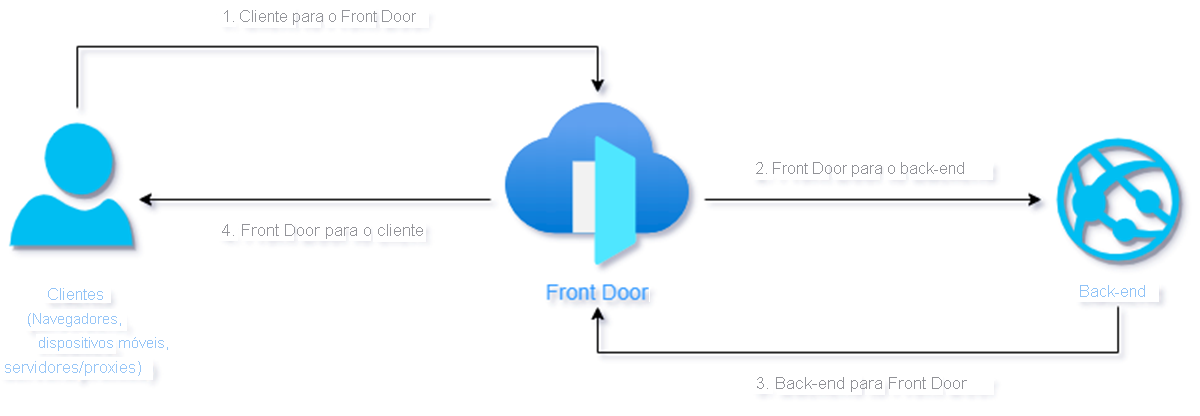 1. Cliente para o Front Door
2. Front Door para o back-end
4. Front Door para o cliente
Front Door
Back-end
Clientes
(Navegadores,
dispositivos móveis,
servidores/proxies)
3. Back-end para Front Door